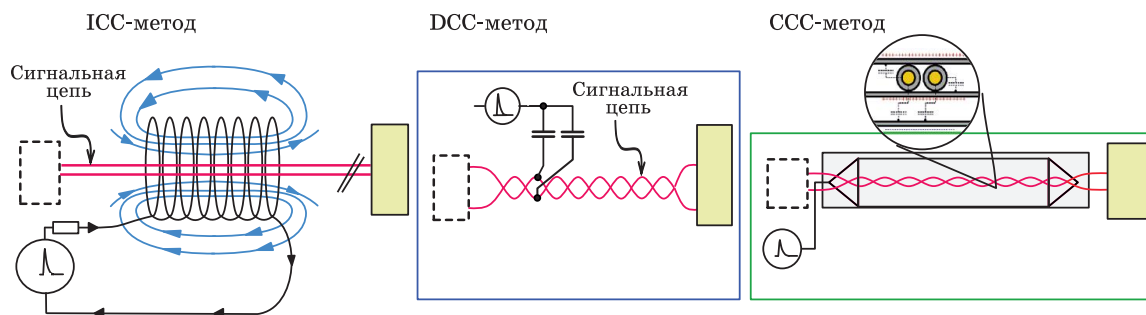 ICC-метод
DCC-метод
CCC-метод
Сигнальная
цепь
Сигнальная
цепь